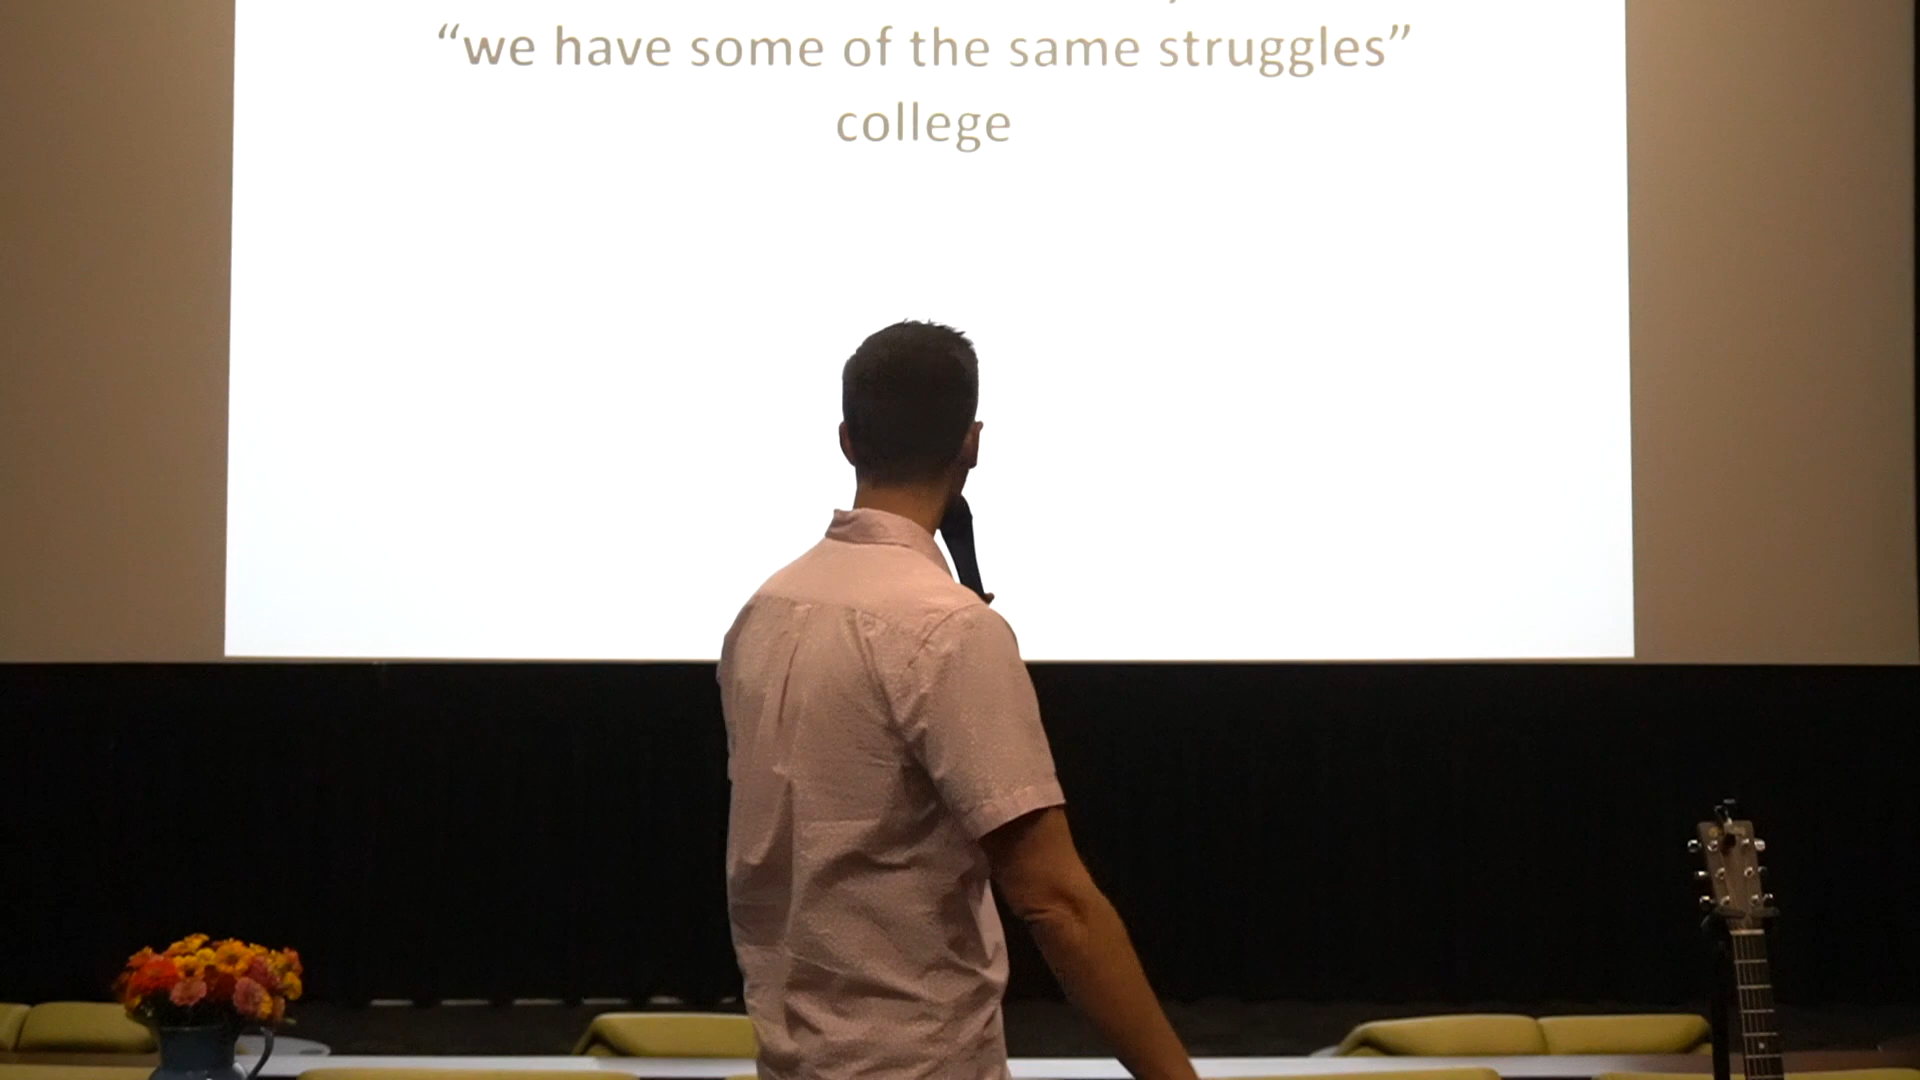 “we have some of the same struggles”
college